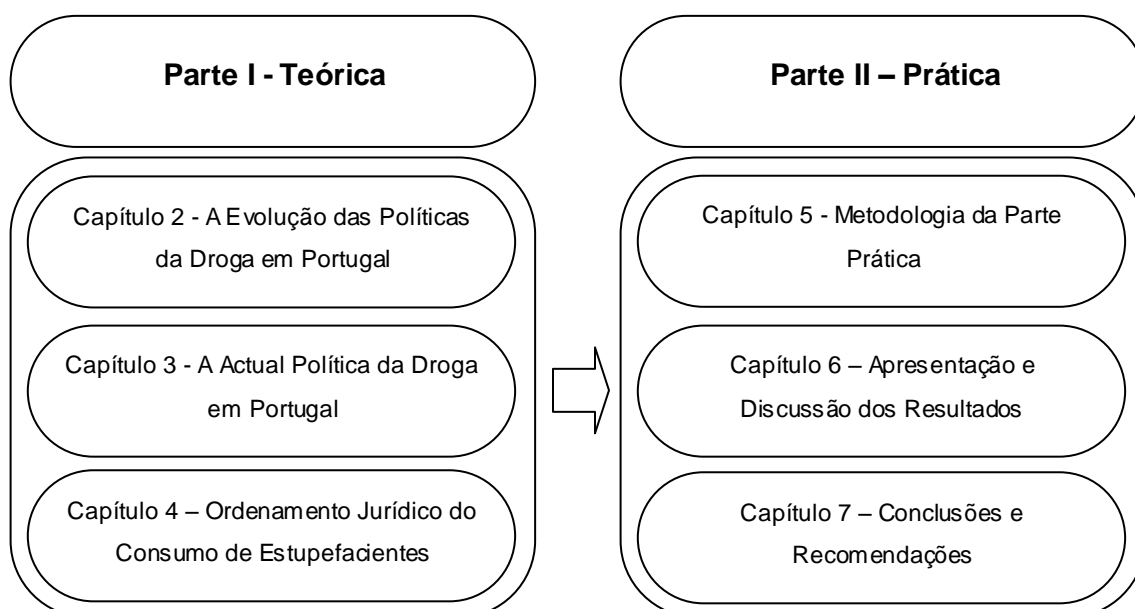 Parte I - Teórica
Capítulo 2 - A Evolução das Políticas
da Droga em Portugal
Capítulo 3 - A Actual Política da Droga
em Portugal
Capítulo 4 – Ordenamento Jurídico do
Consumo de Estupefacientes
Parte II – Prática
Capítulo 5 - Metodologia da Parte
Prática
Capítulo 6 – Apresentação e
Discussão dos Resultados
Capítulo 7 – Conclusões e
Recomendações